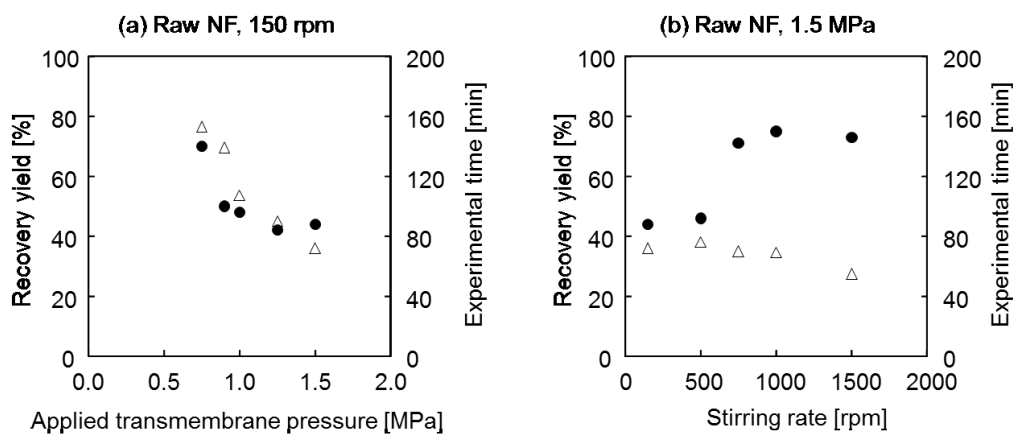 (a) Raw NF, 150 rpm
100
80
60
40
20
0
200
160
120
80
40
0
0.0 0.5 1.0 1.5 2.0
Recovery yield [%]
Experimental time [min]
Applied transmembrane pressure [MPa]
(b) Raw NF, 1.5 MPa
100
80
60
40
20
0
200
160
120
80
40
0
0 500 1000 1500 2000
Recovery yield [%]
Experimental time [min]
Stirring rate [rpm]